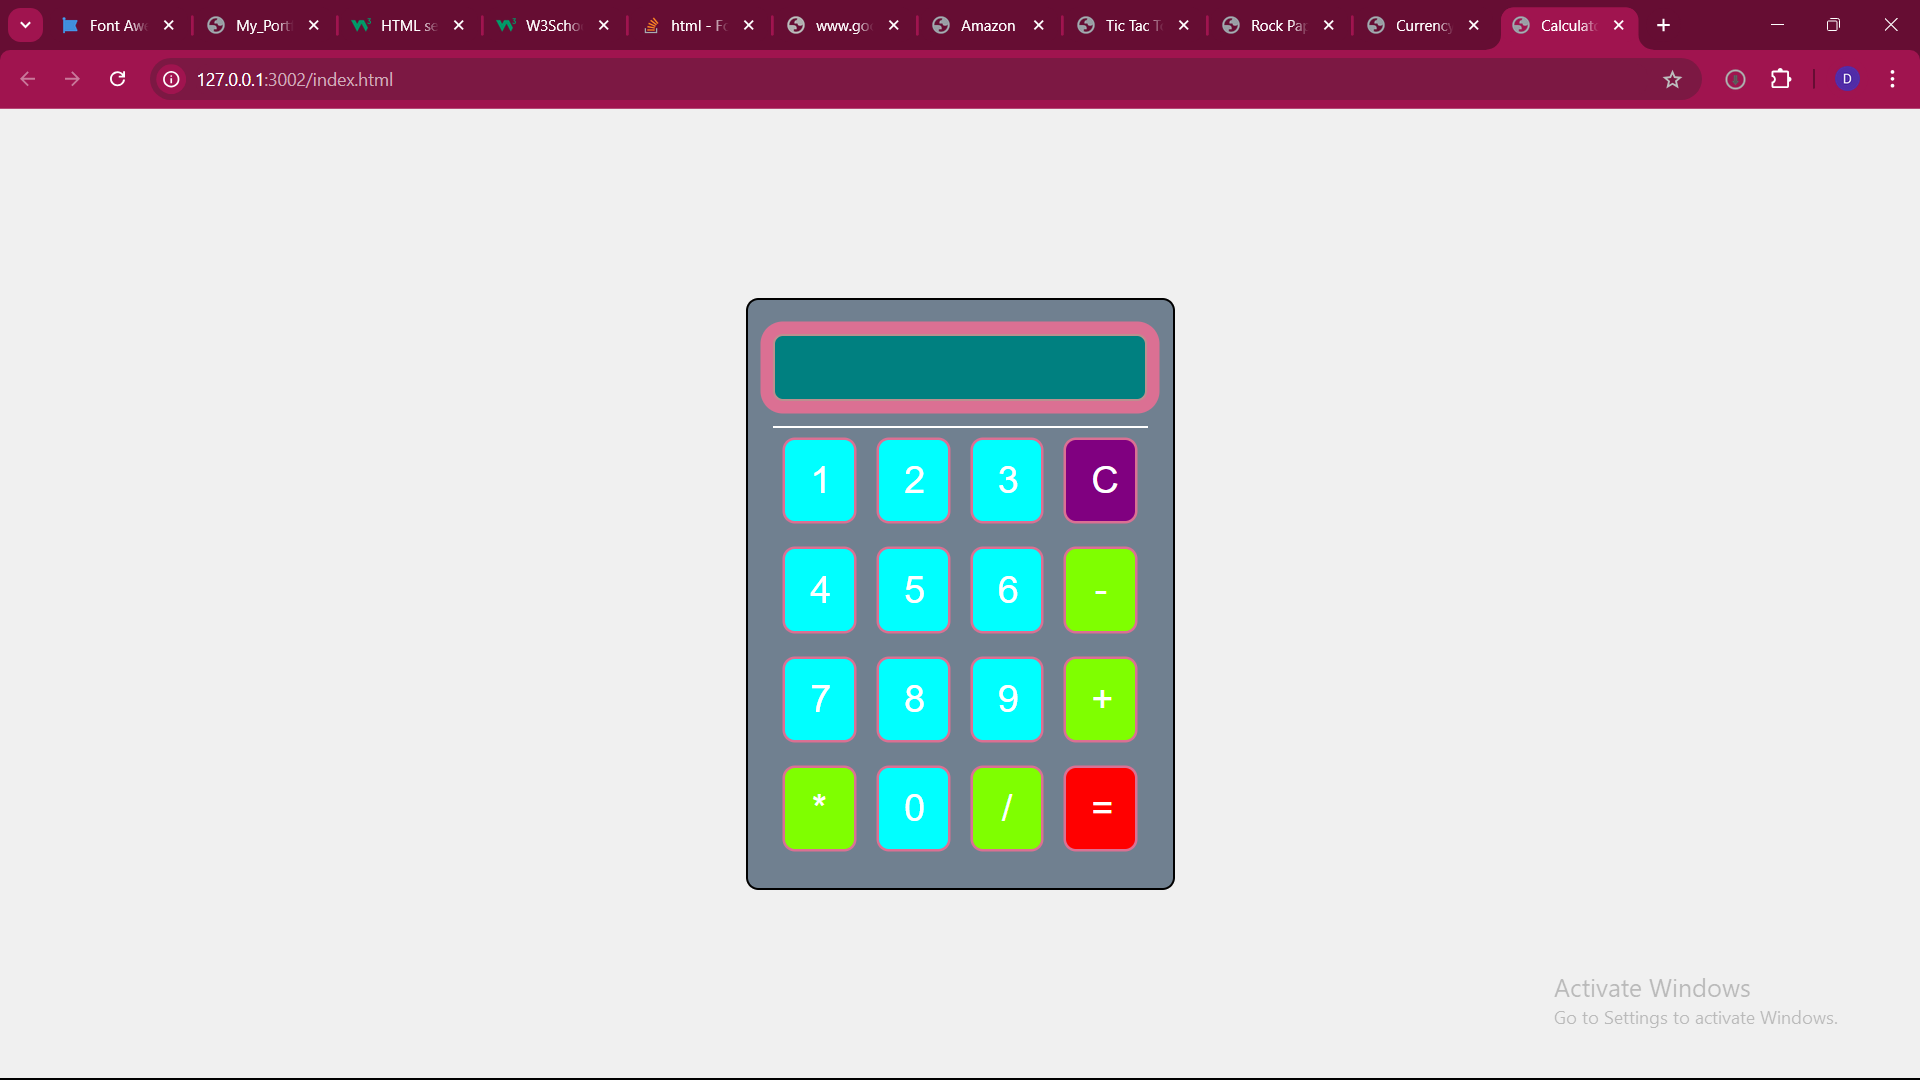 Font Aw
My_Port
HTML se
W3Scho
html - Fo
www.go
Amazon
Tic Tac T
Rock Pap
Currency
Calculat
127.0.0.1:3002/index.html
D
1 2 3 C
4 5 6 -
7 8 9 +
* 0 / =
Activate Windows
Go to Settings to activate Windows.